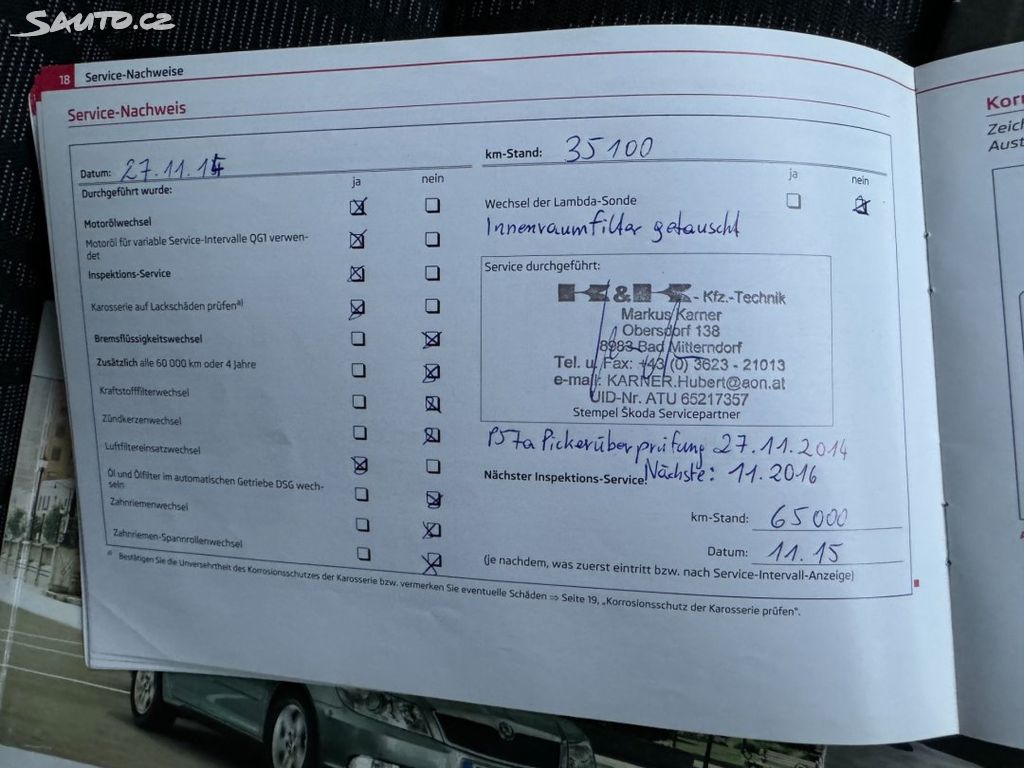 SAUTO.CZ
18 Service-Nachweise
Service-Nachweis
Datum: 27.11.14
km-Stand: 35100
Durchgeführt wurde:
ja nein
ja nein
Motorölwechsel
Motoröl für variable Service-Intervalle QG1 verwen-
det
Inspektions-Service
Karosserie auf Lackschäden prüfen a)
Bremsflüssigkeitswechsel
Zusätzlich alle 60 000 km oder 4 Jahre
Kraftstofffilterwechsel
Zündkerzenwechsel
Luftfiltereinsatzwechsel
Öl und Ölfilter im automatischen Getriebe DSG wech-
seln
Zahnriemenwechsel
Zahnriemen-Spannrollenwechsel
Wechsel der Lambda-Sonde
Innenraumfilter getauscht
Service durchgeführt:
K & K - Kfz.-Technik
Markus Karner
Obersdorf 138
8983 Bad Mitterndorf
Tel. u. Fax: +43 (0) 3623 - 21013
e-mail: KARNER.Hubert@aon.at
UID-Nr. ATU 65217357
Stempel Škoda Servicepartner
§57a Pickerüberprüfung 27.11.2014
Nächste: 11.2016
Nächster Inspektions-Service:
km-Stand: 65000
Datum: 11.15
(je nachdem, was zuerst eintritt bzw. nach Service-Intervall-Anzeige)
a) Bestätigen Sie die Unversehrtheit des Korrosionsschutzes der Karosserie bzw. vermerken Sie eventuelle Schäden ⇒ Seite 19, „Korrosionsschutz der Karosserie prüfen".
Korr
Zeich
Aust